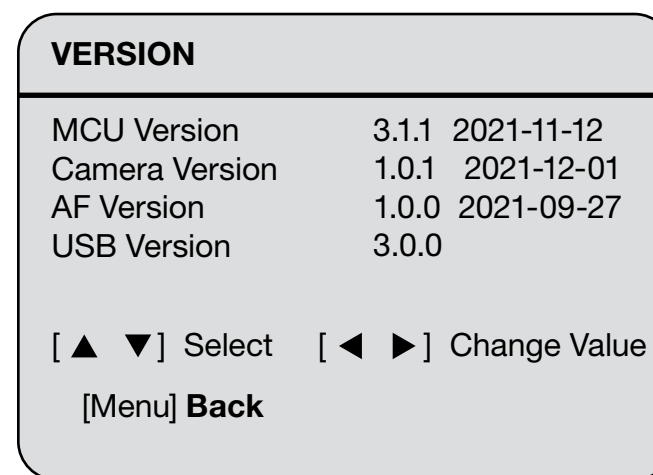 VERSION
MCU Version 3.1.1 2021-11-12
Camera Version 1.0.1 2021-12-01
AF Version 1.0.0 2021-09-27
USB Version 3.0.0
[ ▲ ▼ ] Select [ ◀ ▶ ] Change Value
[Menu] Back